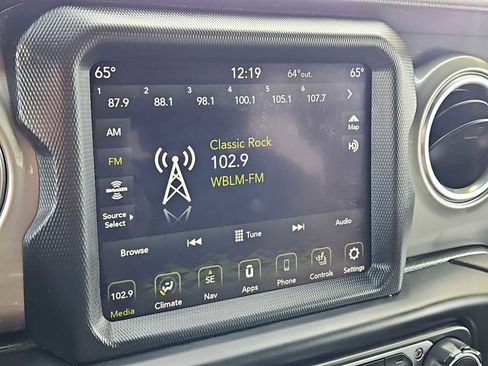 65° 12:19 64° out. 65°
1 2 3 4 5 6
87.9 88.1 98.1 100.1 105.1 107.7
AM
Map
FM
Classic Rock
102.9
WBLM-FM
Source
Select
Browse Tune Audio
102.9 SE
Media Climate Nav Apps Phone Controls Settings